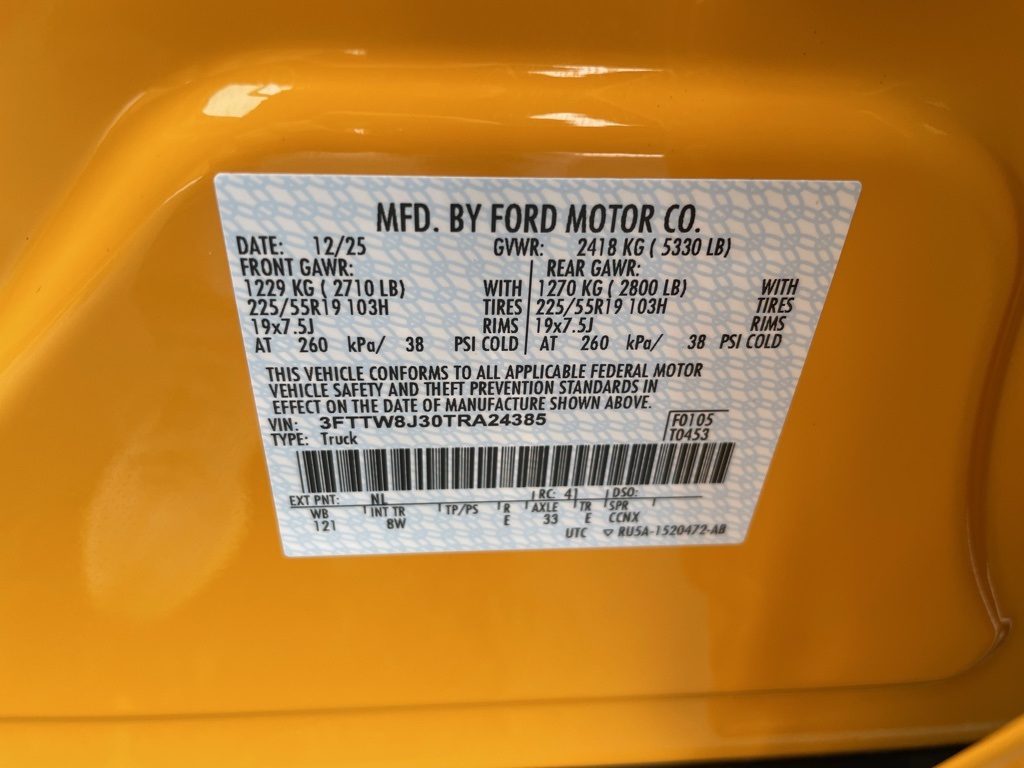 MFD. BY FORD MOTOR CO.
DATE: 12/25 GVWR: 2418 KG ( 5330 LB)
FRONT GAWR: REAR GAWR:
1229 KG ( 2710 LB) WITH 1270 KG ( 2800 LB) WITH
225/55R19 103H TIRES 225/55R19 103H TIRES
19x7.5J RIMS 19x7.5J RIMS
AT 260 kPa/ 38 PSI COLD AT 260 kPa/ 38 PSI COLD
THIS VEHICLE CONFORMS TO ALL APPLICABLE FEDERAL MOTOR
VEHICLE SAFETY AND THEFT PREVENTION STANDARDS IN
EFFECT ON THE DATE OF MANUFACTURE SHOWN ABOVE.
VIN: 3FTTW8J30TRA24385 F0105
TYPE: Truck T0453
EXT PNT: NL RC: 41 DSO:
WB INT TR TP/PS R AXLE TR SPR
121 8W E 33 E CCNX
UTC ▽ RU5A-1520472-AB